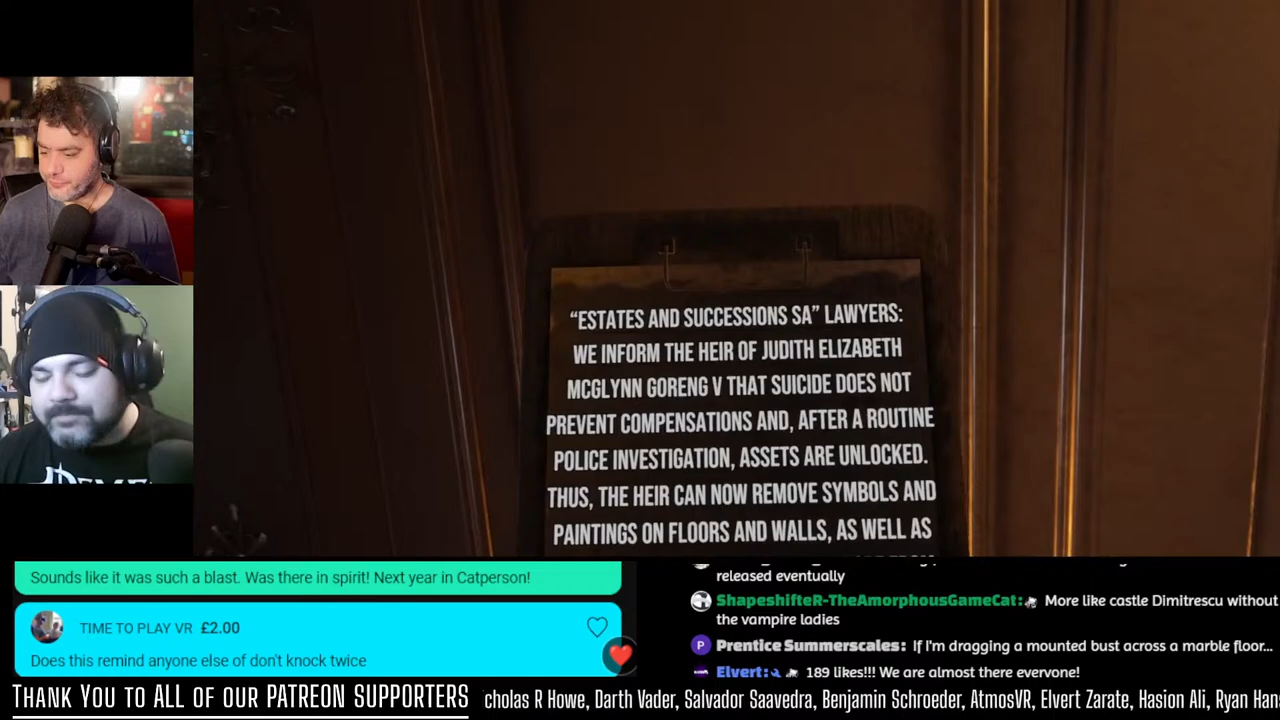 “ESTATES AND SUCCESSIONS SA” LAWYERS:
WE INFORM THE HEIR OF JUDITH ELIZABETH
MCGLYNN GORENG V THAT SUICIDE DOES NOT
PREVENT COMPENSATIONS AND, AFTER A ROUTINE
POLICE INVESTIGATION, ASSETS ARE UNLOCKED.
THUS, THE HEIR CAN NOW REMOVE SYMBOLS AND
PAINTINGS ON FLOORS AND WALLS, AS WELL AS
Sounds like it was such a blast. Was there in spirit! Next year in Catperson!
TIME TO PLAY VR £2.00
Does this remind anyone else of don't knock twice
released eventually
ShapeshifteR-TheAmorphousGameCat: More like castle Dimitrescu without
the vampire ladies
P Prentice Summerscales: If I'm dragging a mounted bust across a marble floor...
Elvert: 189 likes!!! We are almost there everyone!
THANK YOU TO ALL OF OUR PATREON SUPPORTERS
cholas R Howe, Darth Vader, Salvador Saavedra, Benjamin Schroeder, AtmosVR, Elvert Zarate, Hasion Ali, Ryan Han